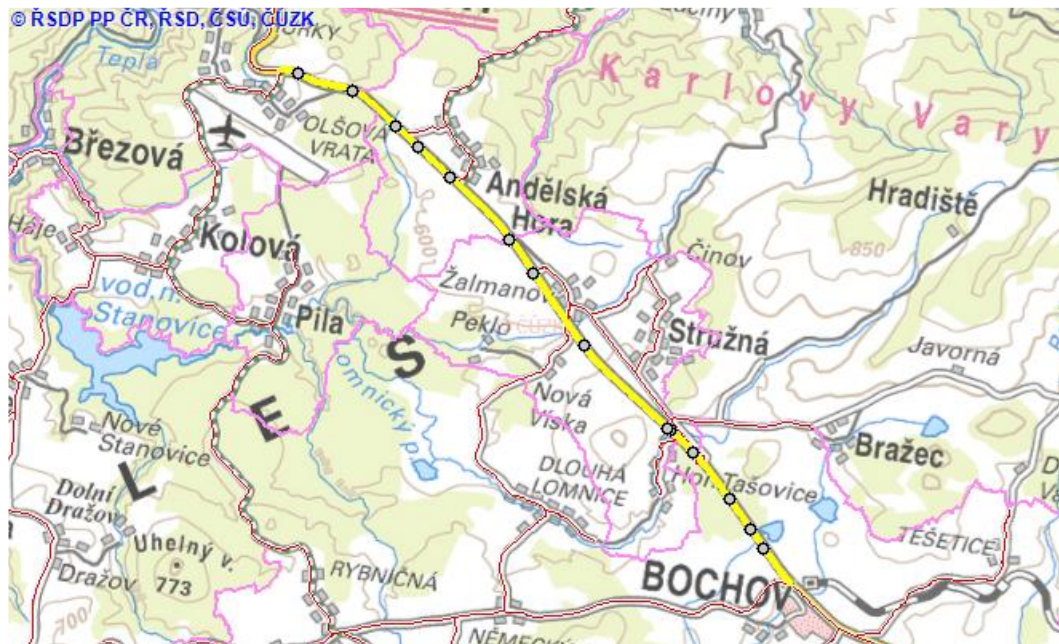 © ŘSDP PP ČR, ŘSD, ČSÚ, ČÚZK
Teplá
Karlovy Vary
OLŠOVÁ
VRATA
Březová
Andělská
Hora
Hradiště
Háje
Kolová
600
850
Činov
Žalmanov
vod. n.
Stanovice
Pila
Peklo
Stružná
Javorná
Lomnický p.
S
Nová
Víska
E
Nové
Stanovice
L
Bražec
DLOUHÁ
LOMNICE
Horní Tašovice
Dolní
Dražov
TĚŠETICE
Uhelný v.
773
Dražov
RYBNIČNÁ
BOCHOV
700
NĚMECKÝ